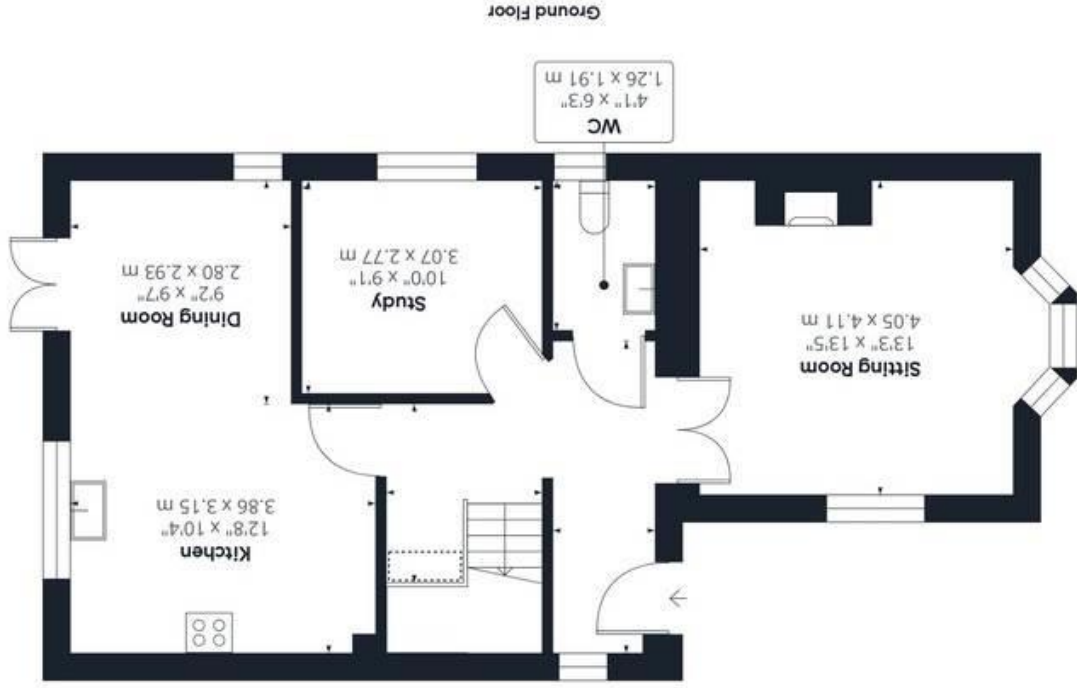 Ground Floor
WC
4'1" x 6'3"
1.26 x 1.91 m
Sitting Room
13'3" x 13'5"
4.05 x 4.11 m
Study
10'0" x 9'1"
3.07 x 2.77 m
Dining Room
9'2" x 9'7"
2.80 x 2.93 m
Kitchen
12'8" x 10'4"
3.86 x 3.15 m